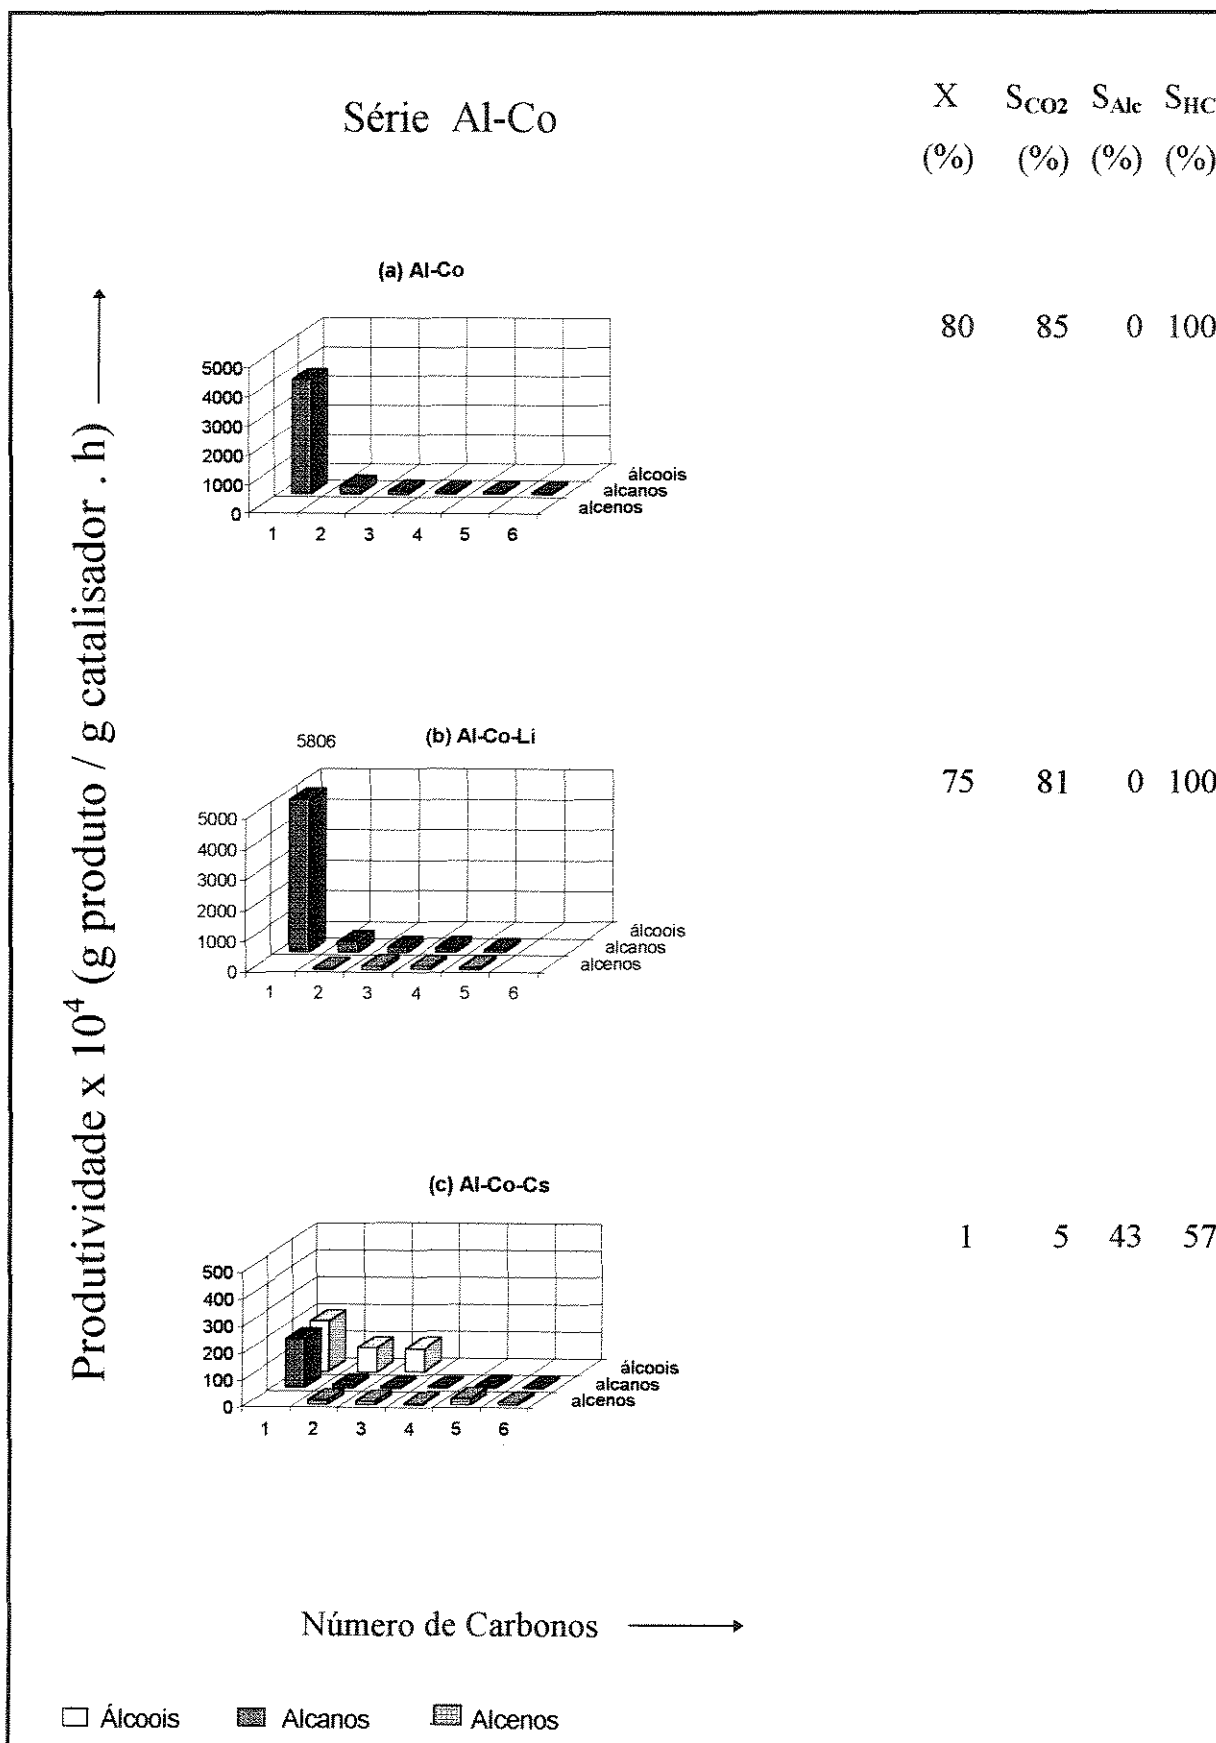 Série Al-Co
X S_CO2 S_Alc S_HC
(%) (%) (%) (%)
Produtividade x 10⁴ (g produto / g catalisador . h)
(a) Al-Co
80 85 0 100
5000
4000
3000
2000
1000
0
álcoois
alcanos
alcenos
1 2 3 4 5 6
5806
(b) Al-Co-Li
75 81 0 100
5000
4000
3000
2000
1000
0
álcoois
alcanos
alcenos
1 2 3 4 5 6
(c) Al-Co-Cs
1 5 43 57
500
400
300
200
100
0
álcoois
alcanos
alcenos
1 2 3 4 5 6
Número de Carbonos
Álcoois Alcanos Alcenos